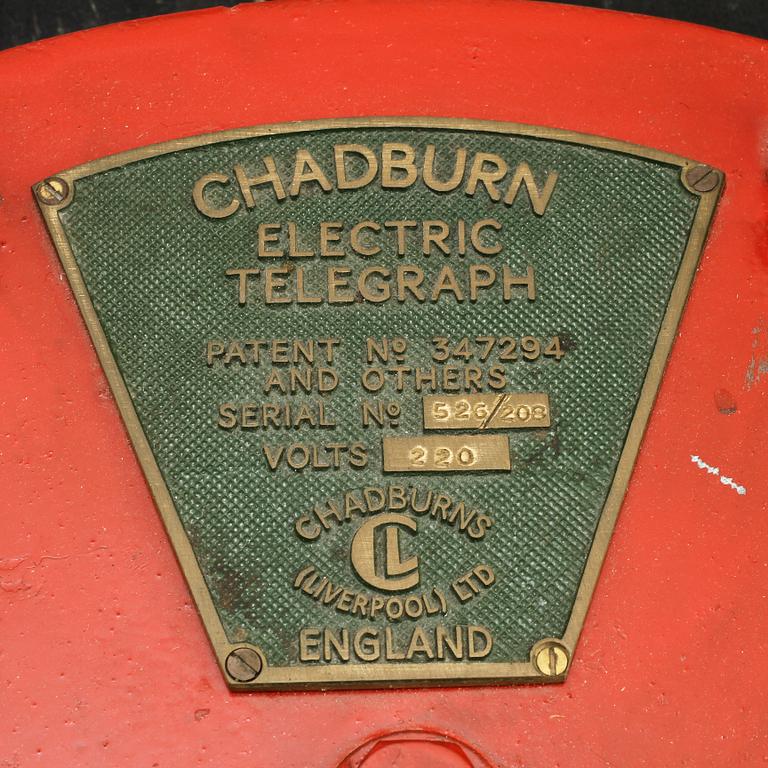 CHADBURN
ELECTRIC
TELEGRAPH
PATENT Nº 347294
AND OTHERS
SERIAL Nº 526/208
VOLTS 220
CHADBURNS
CL
(LIVERPOOL) LTD
ENGLAND